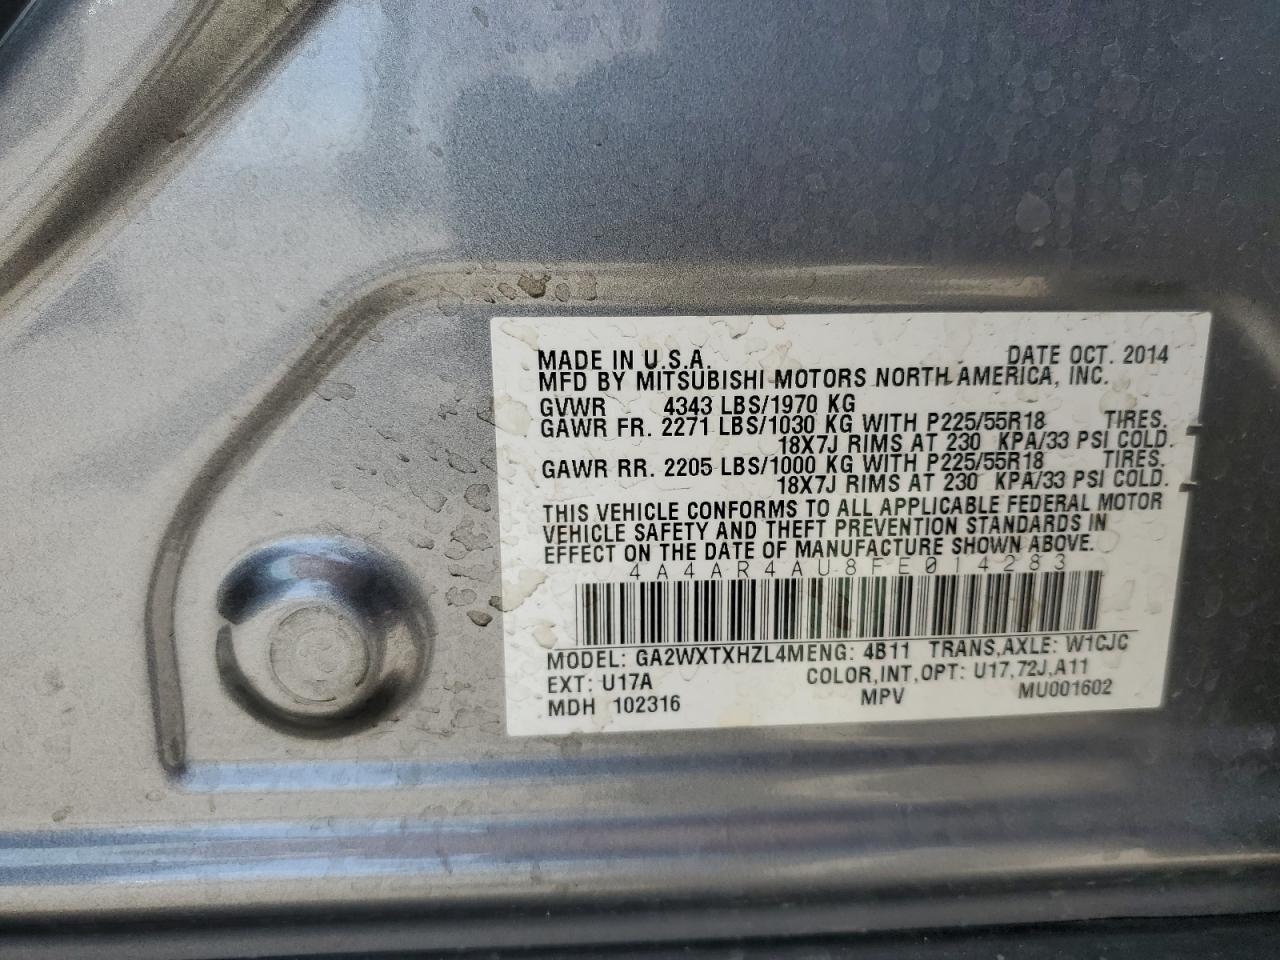 MADE IN U.S.A. DATE OCT. 2014
MFD BY MITSUBISHI MOTORS NORTH AMERICA, INC.
GVWR 4343 LBS/1970 KG
GAWR FR. 2271 LBS/1030 KG WITH P225/55R18 TIRES.
18X7J RIMS AT 230 KPA/33 PSI COLD.
GAWR RR. 2205 LBS/1000 KG WITH P225/55R18 TIRES.
18X7J RIMS AT 230 KPA/33 PSI COLD.
THIS VEHICLE CONFORMS TO ALL APPLICABLE FEDERAL MOTOR
VEHICLE SAFETY AND THEFT PREVENTION STANDARDS IN
EFFECT ON THE DATE OF MANUFACTURE SHOWN ABOVE.
4A4AR4AU8FE014283
MODEL: GA2WXTXHZL4MENG: 4B11 TRANS,AXLE: W1CJC
EXT: U17A COLOR,INT,OPT: U17,72J,A11
MDH 102316 MPV MU001602